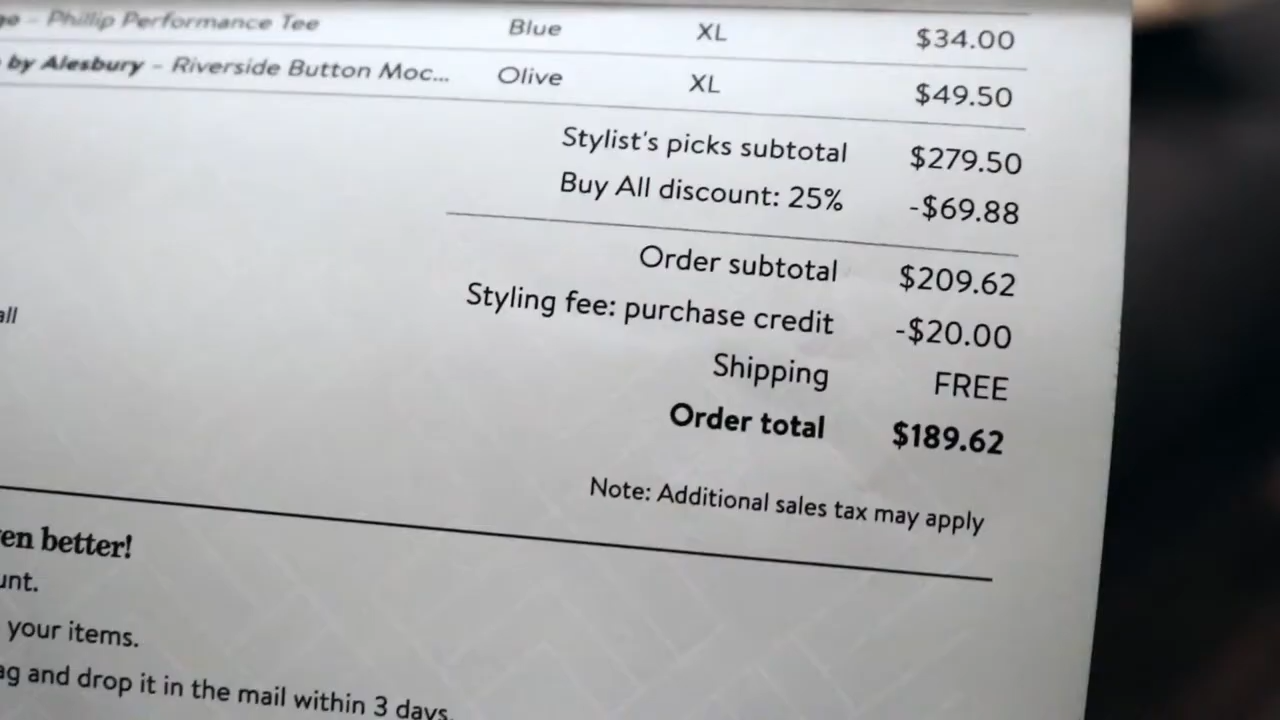 – Phillip Performance Tee Blue XL $34.00
by Alesbury – Riverside Button Moc... Olive XL $49.50
Stylist's picks subtotal $279.50
Buy All discount: 25% -$69.88
Order subtotal $209.62
Styling fee: purchase credit -$20.00
all
Shipping FREE
Order total $189.62
Note: Additional sales tax may apply
en better!
unt.
your items.
ag and drop it in the mail within 3 days.